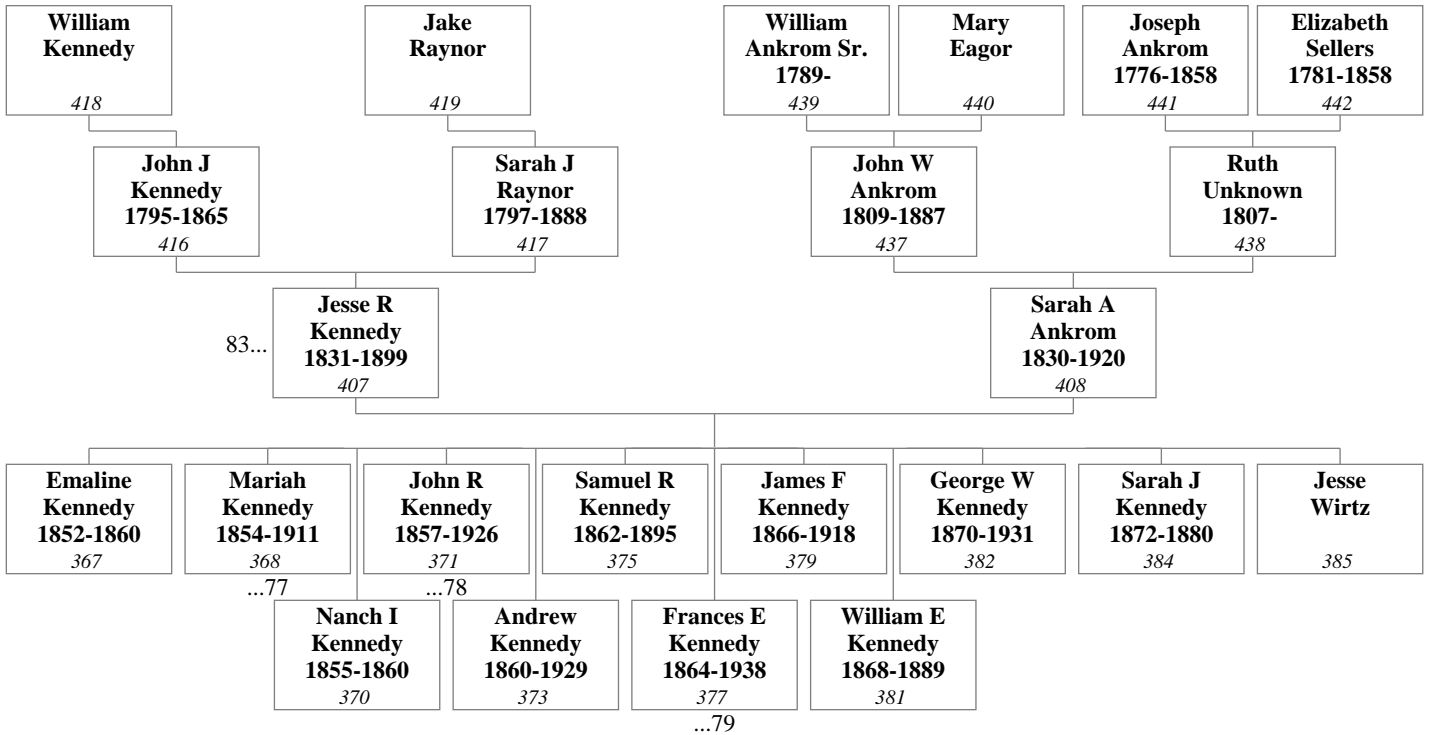 William
Kennedy
418
Jake
Raynor
419
William
Ankrom Sr.
1789-
439
Mary
Eagor
440
Joseph
Ankrom
1776-1858
441
Elizabeth
Sellers
1781-1858
442
John J
Kennedy
1795-1865
416
Sarah J
Raynor
1797-1888
417
John W
Ankrom
1809-1887
437
Ruth
Unknown
1807-
438
83...
Jesse R
Kennedy
1831-1899
407
Sarah A
Ankrom
1830-1920
408
Emaline
Kennedy
1852-1860
367
Mariah
Kennedy
1854-1911
368
...77
John R
Kennedy
1857-1926
371
...78
Samuel R
Kennedy
1862-1895
375
James F
Kennedy
1866-1918
379
George W
Kennedy
1870-1931
382
Sarah J
Kennedy
1872-1880
384
Jesse
Wirtz
385
Nanch I
Kennedy
1855-1860
370
Andrew
Kennedy
1860-1929
373
Frances E
Kennedy
1864-1938
377
...79
William E
Kennedy
1868-1889
381